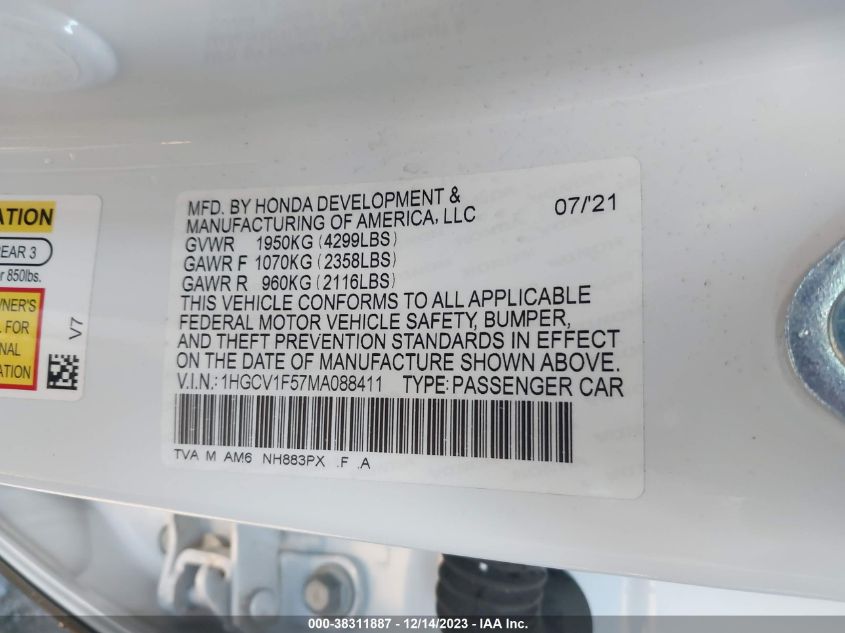 MFD. BY HONDA DEVELOPMENT &
MANUFACTURING OF AMERICA, LLC 07/'21
GVWR 1950KG (4299LBS)
GAWR F 1070KG (2358LBS)
GAWR R 960KG (2116LBS)
THIS VEHICLE CONFORMS TO ALL APPLICABLE
FEDERAL MOTOR VEHICLE SAFETY, BUMPER,
AND THEFT PREVENTION STANDARDS IN EFFECT
ON THE DATE OF MANUFACTURE SHOWN ABOVE.
V.I.N.: 1HGCV1F57MA088411 TYPE: PASSENGER CAR
TVA M AM6 NH883PX .F .A
ATION
REAR 3
r 850lbs.
WNER'S
L FOR
NAL
ATION
V7
000-38311887 - 12/14/2023 - IAA Inc.